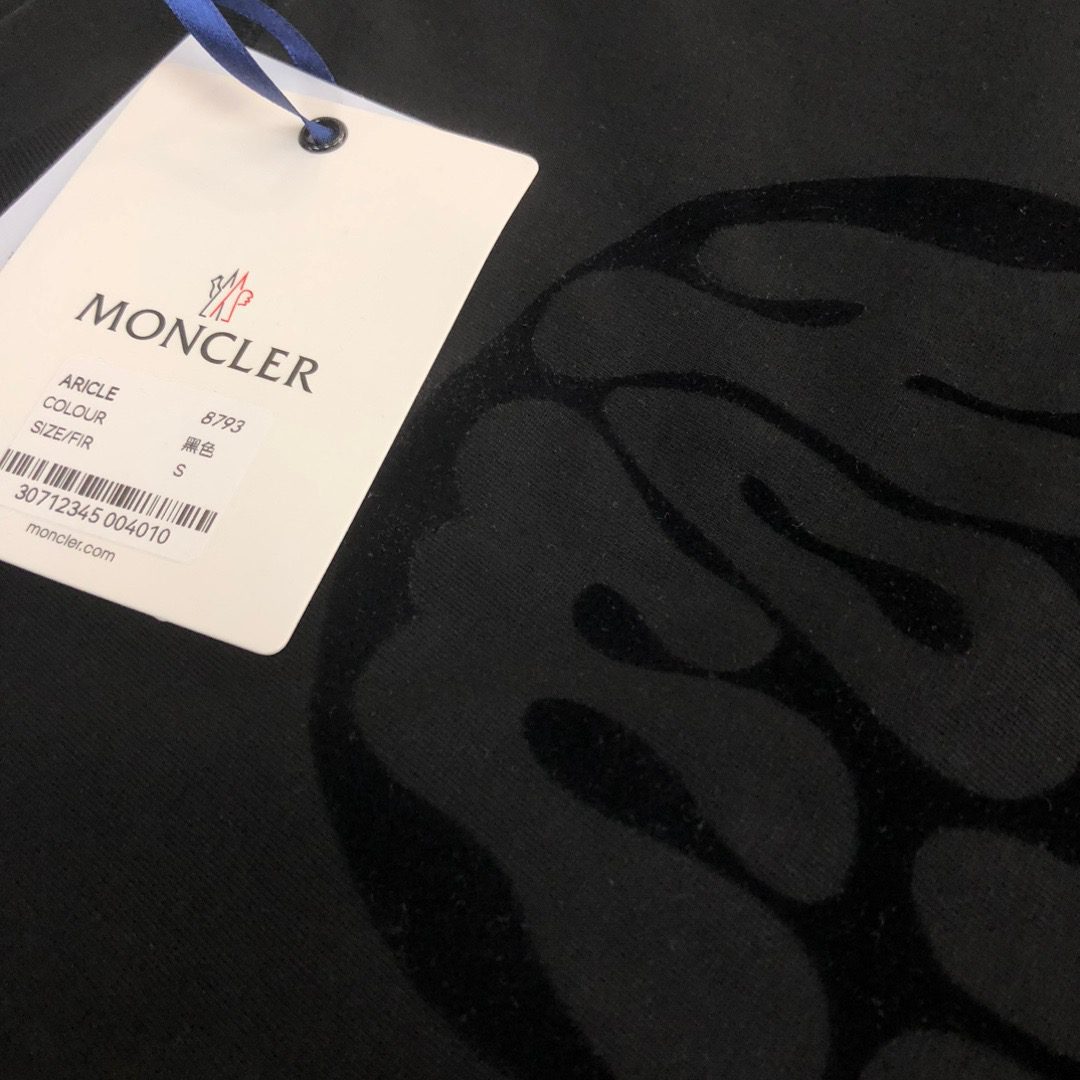 MONCLER
ARICLE 8793
COLOUR 黑色
SIZE/FIR S
30712345 004010
moncler.com